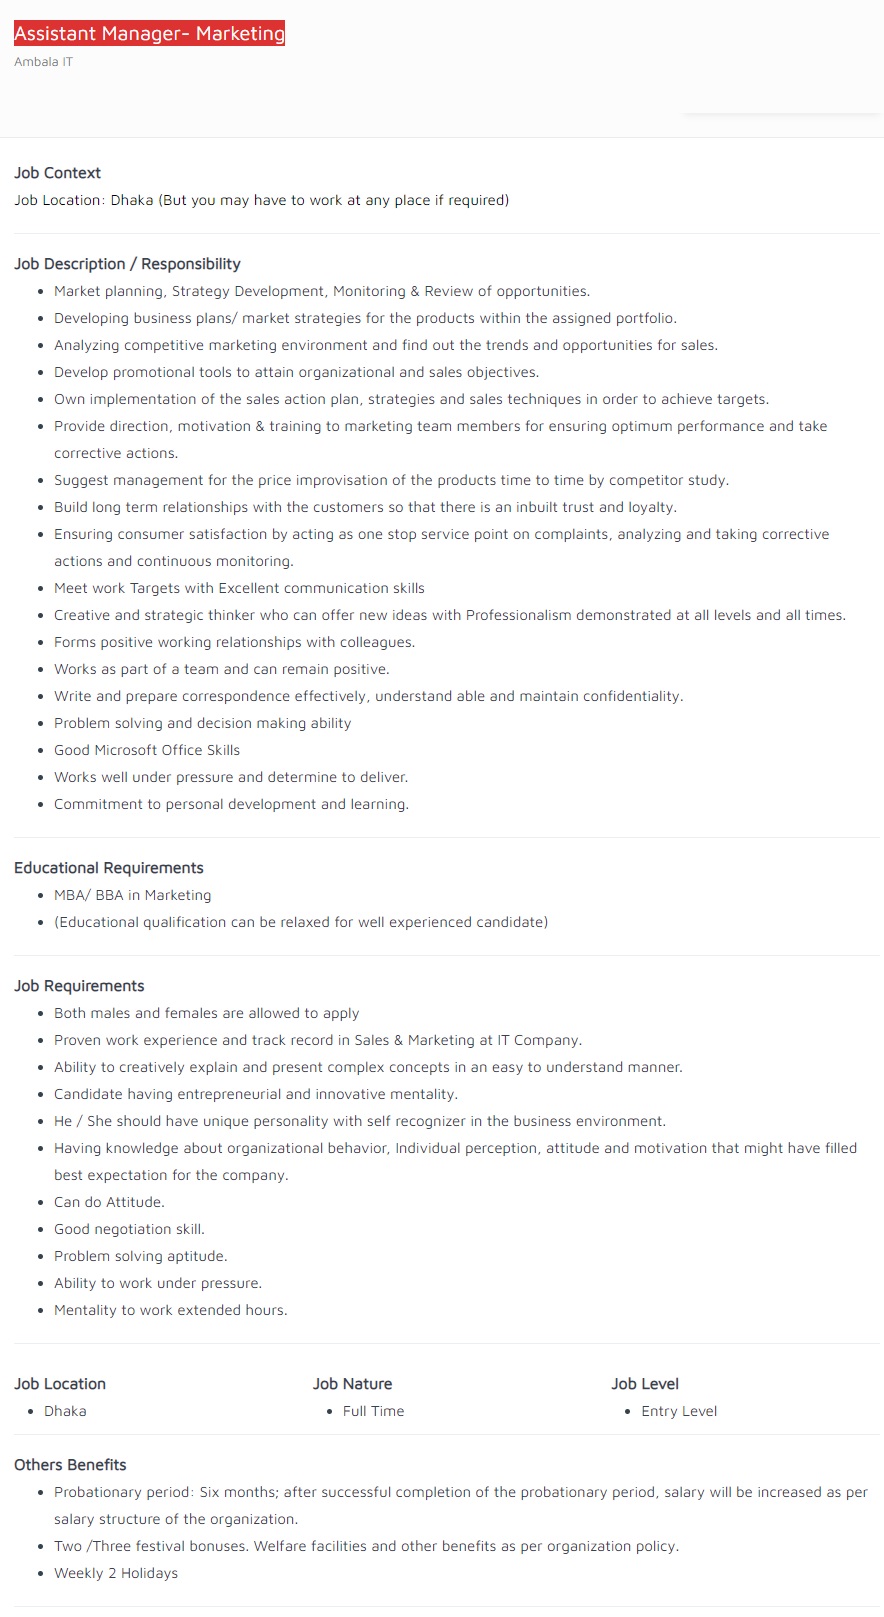 Assistant Manager- Marketing
Ambala IT
Job Context
Job Location: Dhaka (But you may have to work at any place if required)
Job Description / Responsibility
• Market planning, Strategy Development, Monitoring & Review of opportunities.
• Developing business plans/ market strategies for the products within the assigned portfolio.
• Analyzing competitive marketing environment and find out the trends and opportunities for sales.
• Develop promotional tools to attain organizational and sales objectives.
• Own implementation of the sales action plan, strategies and sales techniques in order to achieve targets.
• Provide direction, motivation & training to marketing team members for ensuring optimum performance and take
corrective actions.
• Suggest management for the price improvisation of the products time to time by competitor study.
• Build long term relationships with the customers so that there is an inbuilt trust and loyalty.
• Ensuring consumer satisfaction by acting as one stop service point on complaints, analyzing and taking corrective
actions and continuous monitoring.
• Meet work Targets with Excellent communication skills
• Creative and strategic thinker who can offer new ideas with Professionalism demonstrated at all levels and all times.
• Forms positive working relationships with colleagues.
• Works as part of a team and can remain positive.
• Write and prepare correspondence effectively, understand able and maintain confidentiality.
• Problem solving and decision making ability
• Good Microsoft Office Skills
• Works well under pressure and determine to deliver.
• Commitment to personal development and learning.
Educational Requirements
• MBA/ BBA in Marketing
• (Educational qualification can be relaxed for well experienced candidate)
Job Requirements
• Both males and females are allowed to apply
• Proven work experience and track record in Sales & Marketing at IT Company.
• Ability to creatively explain and present complex concepts in an easy to understand manner.
• Candidate having entrepreneurial and innovative mentality.
• He / She should have unique personality with self recognizer in the business environment.
• Having knowledge about organizational behavior, Individual perception, attitude and motivation that might have filled
best expectation for the company.
• Can do Attitude.
• Good negotiation skill.
• Problem solving aptitude.
• Ability to work under pressure.
• Mentality to work extended hours.
Job Location
• Dhaka
Job Nature
• Full Time
Job Level
• Entry Level
Others Benefits
• Probationary period: Six months; after successful completion of the probationary period, salary will be increased as per
salary structure of the organization.
• Two /Three festival bonuses. Welfare facilities and other benefits as per organization policy.
• Weekly 2 Holidays